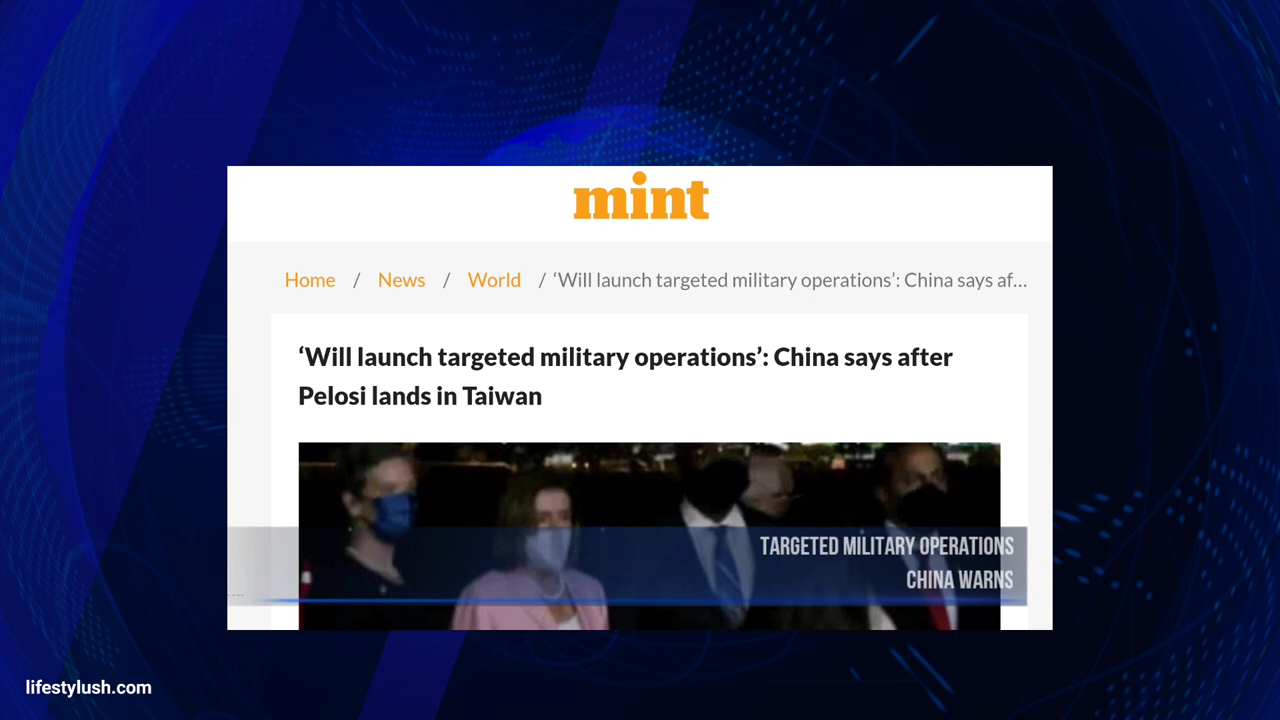 mint
Home / News / World / ‘Will launch targeted military operations’: China says af...
‘Will launch targeted military operations’: China says after
Pelosi lands in Taiwan
TARGETED MILITARY OPERATIONS
CHINA WARNS
lifestylush.com